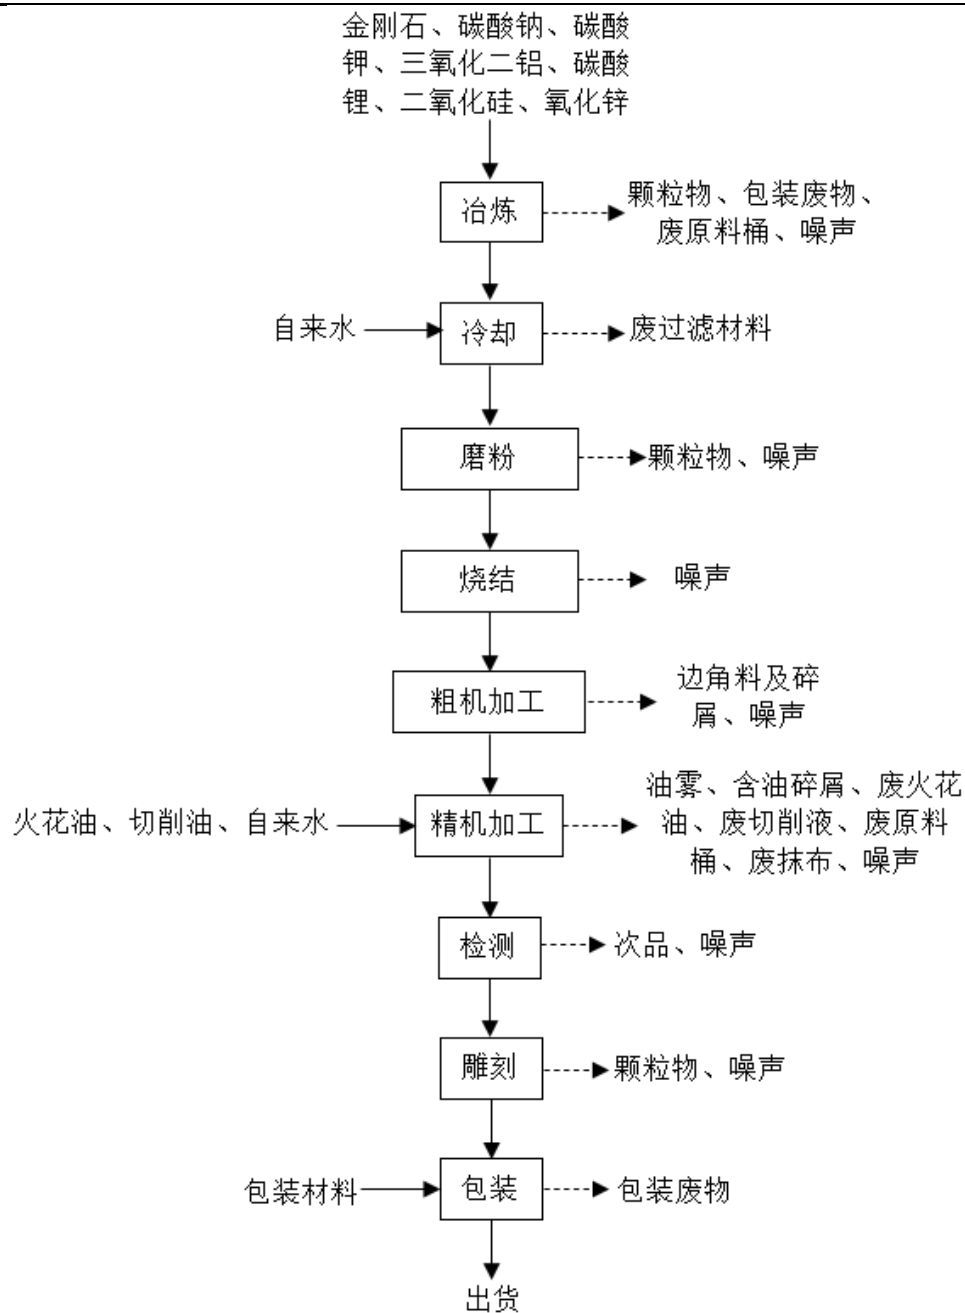 金刚石、碳酸钠、碳酸
钾、三氧化二铝、碳酸
锂、二氧化硅、氧化锌
冶炼
颗粒物、包装废物、
废原料桶、噪声
自来水
冷却
废过滤材料
磨粉
颗粒物、噪声
烧结
噪声
粗机加工
边角料及碎
屑、噪声
火花油、切削油、自来水
精机加工
油雾、含油碎屑、废火花
油、废切削液、废原料
桶、废抹布、噪声
检测
次品、噪声
雕刻
颗粒物、噪声
包装材料
包装
包装废物
出货